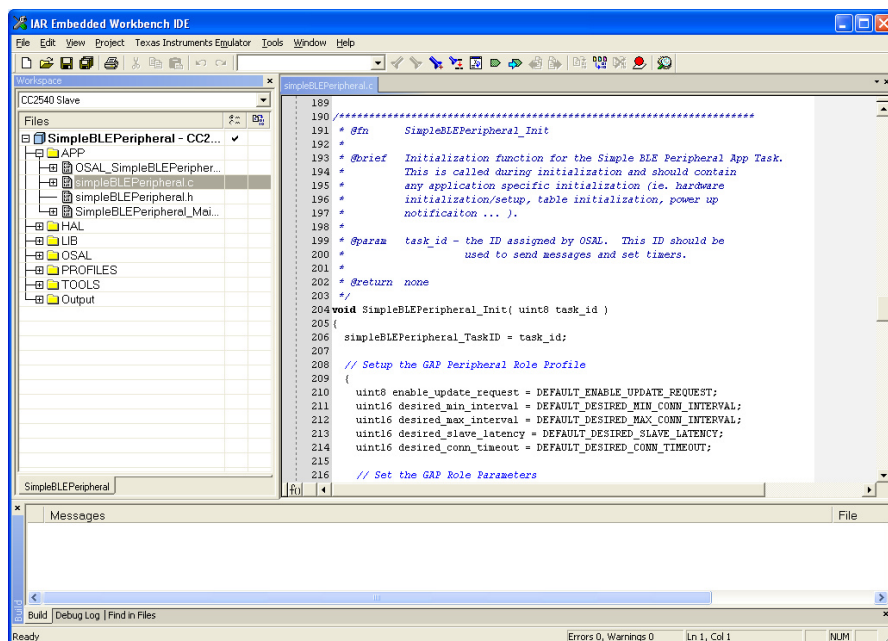 IAR Embedded Workbench IDE
File Edit View Project Texas Instruments Emulator Tools Window Help
Workspace
CC2540 Slave
Files
SimpleBLEPeripheral - CC2...
APP
OSAL_SimpleBLEPeripher...
simpleBLEPeripheral.c
simpleBLEPeripheral.h
SimpleBLEPeripheral_Mai...
HAL
LIB
OSAL
PROFILES
TOOLS
Output
SimpleBLEPeripheral
simpleBLEPeripheral.c
189
190 /*********************************************************************
191 * @fn SimpleBLEPeripheral_Init
192 *
193 * @brief Initialization function for the Simple BLE Peripheral App Task.
194 * This is called during initialization and should contain
195 * any application specific initialization (ie. hardware
196 * initialization/setup, table initialization, power up
197 * notificaiton ... ).
198 *
199 * @param task_id - the ID assigned by OSAL. This ID should be
200 * used to send messages and set timers.
201 *
202 * @return none
203 */
204 void SimpleBLEPeripheral_Init( uint8 task_id )
205 {
206 simpleBLEPeripheral_TaskID = task_id;
207
208 // Setup the GAP Peripheral Role Profile
209 {
210 uint8 enable_update_request = DEFAULT_ENABLE_UPDATE_REQUEST;
211 uint16 desired_min_interval = DEFAULT_DESIRED_MIN_CONN_INTERVAL;
212 uint16 desired_max_interval = DEFAULT_DESIRED_MAX_CONN_INTERVAL;
213 uint16 desired_slave_latency = DEFAULT_DESIRED_SLAVE_LATENCY;
214 uint16 desired_conn_timeout = DEFAULT_DESIRED_CONN_TIMEOUT;
215
216 // Set the GAP Role Parameters
f()
Messages File
Build
Build Debug Log Find in Files
Ready Errors 0, Warnings 0 Ln 1, Col 1 NUM